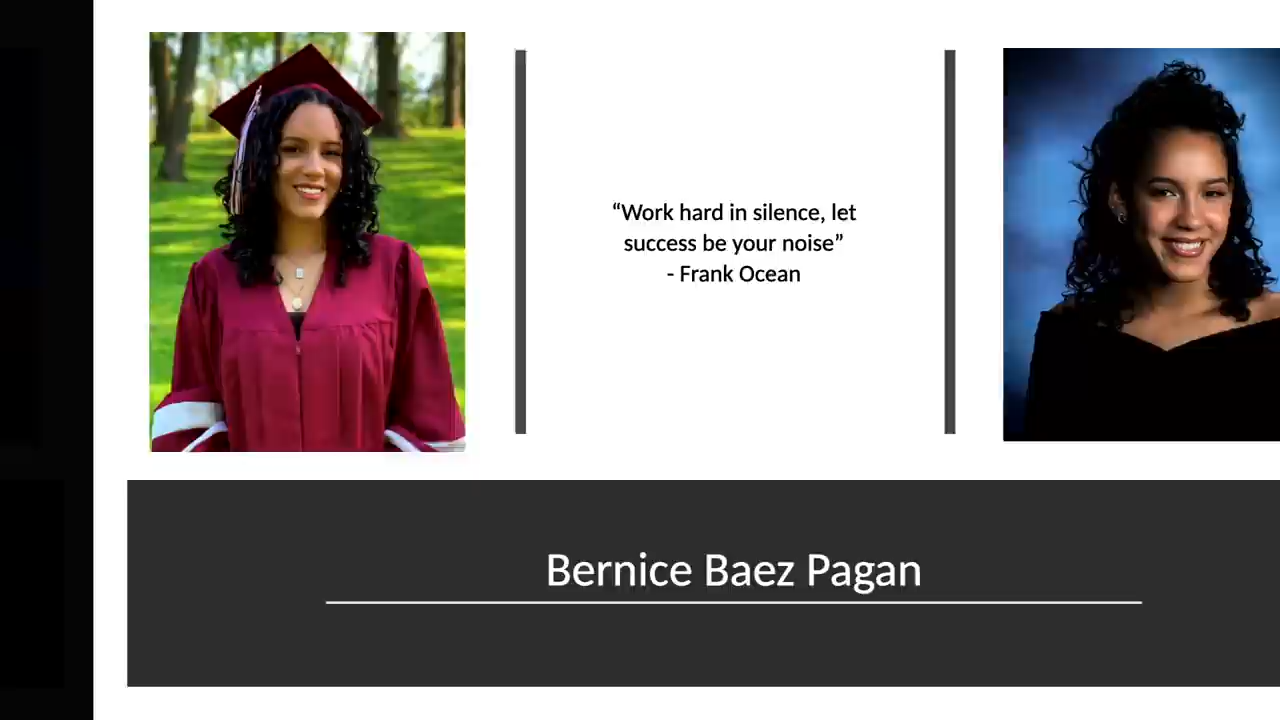 “Work hard in silence, let
success be your noise”
- Frank Ocean
Bernice Baez Pagan